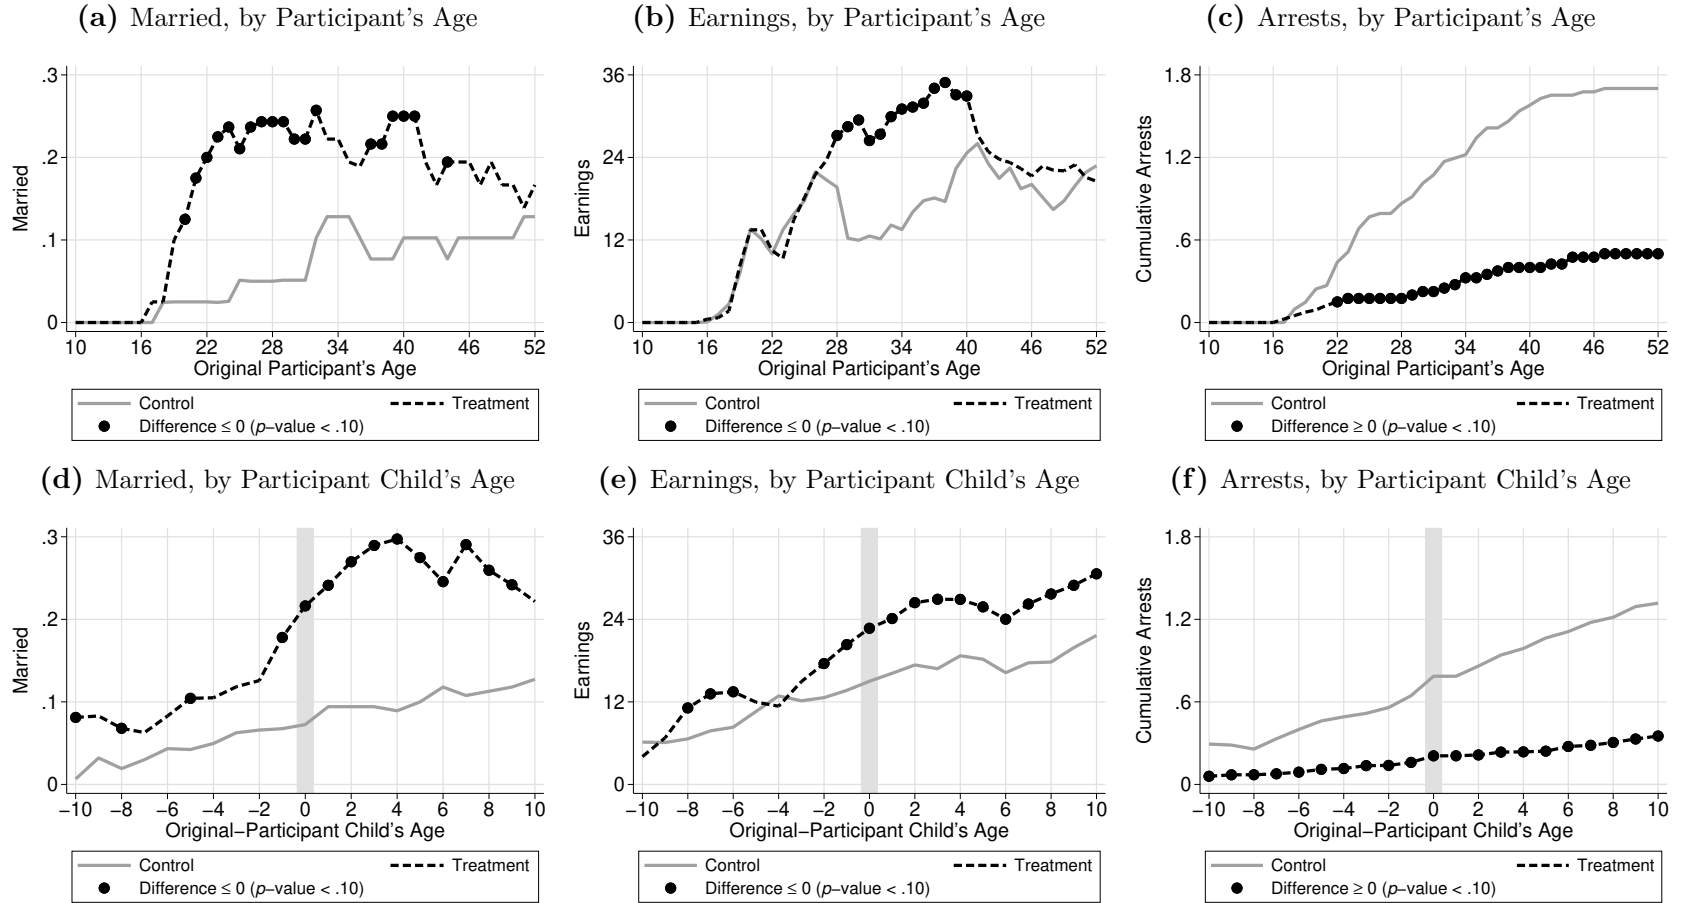 (a) Married, by Participant's Age
.3
.2
.1
0
Married
10 16 22 28 34 40 46 52
Original Participant's Age
Control Treatment
Difference ≤ 0 (p−value < .10)
(b) Earnings, by Participant's Age
36
24
12
0
Earnings
10 16 22 28 34 40 46 52
Original Participant's Age
Control Treatment
Difference ≤ 0 (p−value < .10)
(c) Arrests, by Participant's Age
1.8
1.2
.6
0
Cumulative Arrests
10 16 22 28 34 40 46 52
Original Participant's Age
Control Treatment
Difference ≥ 0 (p−value < .10)
(d) Married, by Participant Child's Age
.3
.2
.1
0
Married
−10 −8 −6 −4 −2 0 2 4 6 8 10
Original−Participant Child's Age
Control Treatment
Difference ≤ 0 (p−value < .10)
(e) Earnings, by Participant Child's Age
36
24
12
0
Earnings
−10 −8 −6 −4 −2 0 2 4 6 8 10
Original−Participant Child's Age
Control Treatment
Difference ≤ 0 (p−value < .10)
(f) Arrests, by Participant Child's Age
1.8
1.2
.6
0
Cumulative Arrests
−10 −8 −6 −4 −2 0 2 4 6 8 10
Original−Participant Child's Age
Control Treatment
Difference ≥ 0 (p−value < .10)